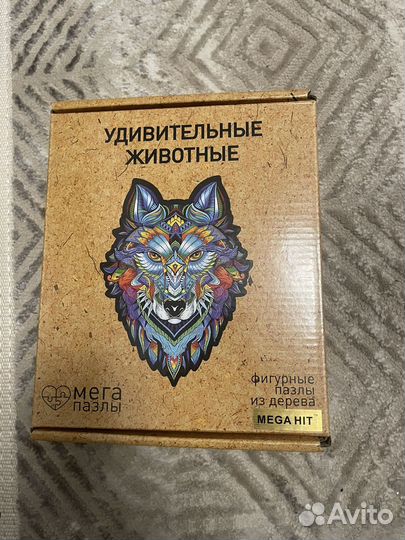 УДИВИТЕЛЬНЫЕ
ЖИВОТНЫЕ
мега
пазлы
фигурные
пазлы
из дерева
MEGA HIT
Avito